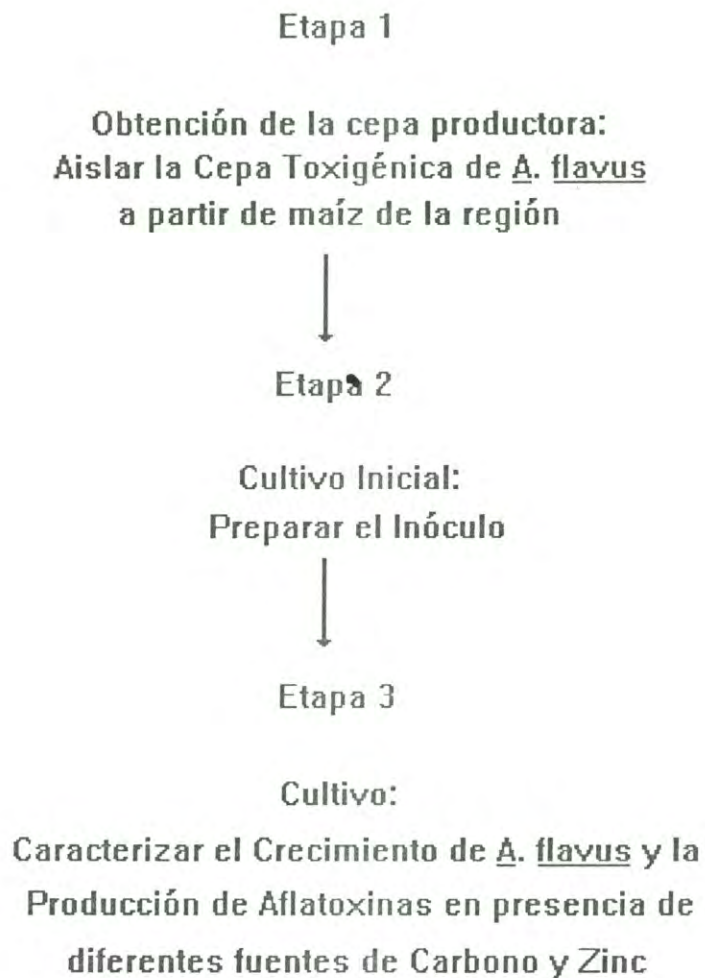 Etapa 1
Obtención de la cepa productora:
Aislar la Cepa Toxigénica de A. flavus
a partir de maíz de la región
Etapa 2
Cultivo Inicial:
Preparar el Inóculo
Etapa 3
Cultivo:
Caracterizar el Crecimiento de A. flavus y la
Producción de Aflatoxinas en presencia de
diferentes fuentes de Carbono y Zinc